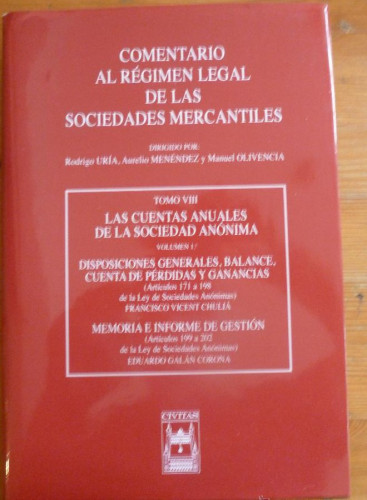 COMENTARIO
AL RÉGIMEN LEGAL
DE LAS
SOCIEDADES MERCANTILES
DIRIGIDO POR:
Rodrigo URÍA, Aurelio MENÉNDEZ y Manuel OLIVENCIA
TOMO VIII
LAS CUENTAS ANUALES
DE LA SOCIEDAD ANÓNIMA
VOLUMEN 1.º
DISPOSICIONES GENERALES, BALANCE,
CUENTA DE PÉRDIDAS Y GANANCIAS
(Artículos 171 a 198
de la Ley de Sociedades Anónimas)
FRANCISCO VICENT CHULIÁ
MEMORIA E INFORME DE GESTIÓN
(Artículos 199 a 202
de la Ley de Sociedades Anónimas)
EDUARDO GALÁN CORONA
CIVITAS